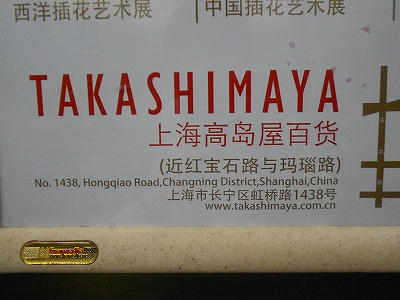 西洋插花艺术展
中国插花艺术展
TAKASHIMAYA
上海高岛屋百货
(近红宝石路与玛瑙路)
No. 1438, Hongqiao Road,Changning District,Shanghai,China
上海市长宁区虹桥路1438号
www.takashimaya.com.cn